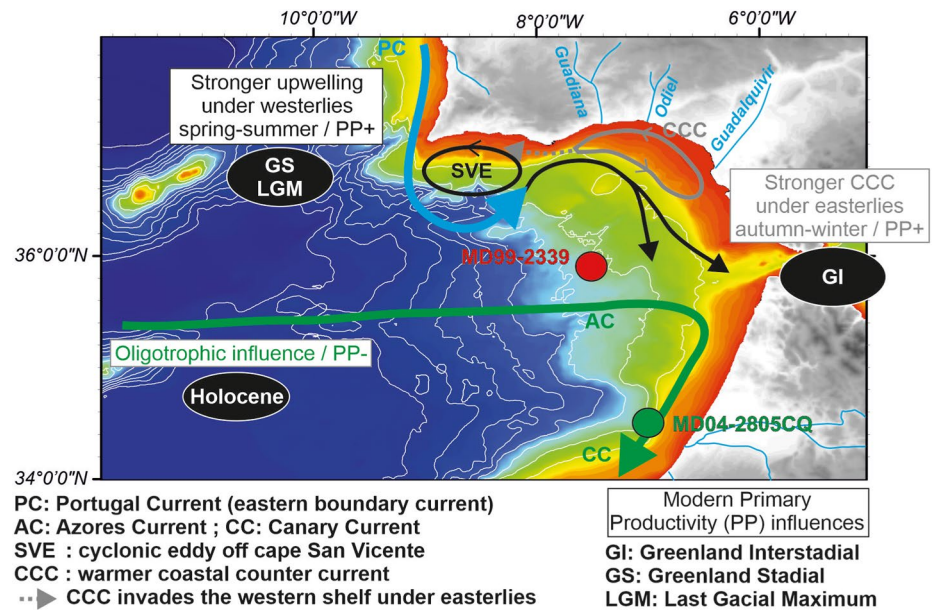 10°0'0"W
8°0'0"W
6°0'0"W
PC
Stronger upwelling
under westerlies
spring-summer / PP+
GS
LGM
SVE
Guadiana
Odiel
Guadalquivir
CCC
Stronger CCC
under easterlies
autumn-winter / PP+
GI
36°0'0"N
MD99-2339
AC
Oligotrophic influence / PP-
Holocene
MD04-2805CQ
CC
34°0'0"N
PC: Portugal Current (eastern boundary current)
AC: Azores Current ; CC: Canary Current
SVE : cyclonic eddy off cape San Vicente
CCC : warmer coastal counter current
CCC invades the western shelf under easterlies
Modern Primary
Productivity (PP) influences
GI: Greenland Interstadial
GS: Greenland Stadial
LGM: Last Gacial Maximum